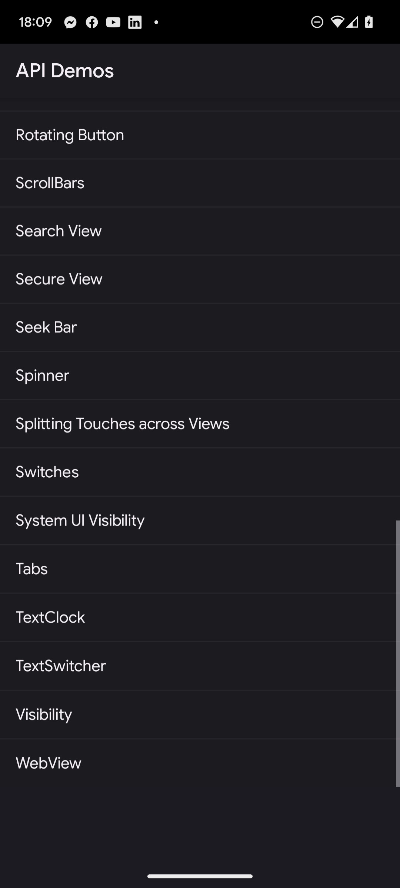 18:09
API Demos
Rotating Button
ScrollBars
Search View
Secure View
Seek Bar
Spinner
Splitting Touches across Views
Switches
System UI Visibility
Tabs
TextClock
TextSwitcher
Visibility
WebView